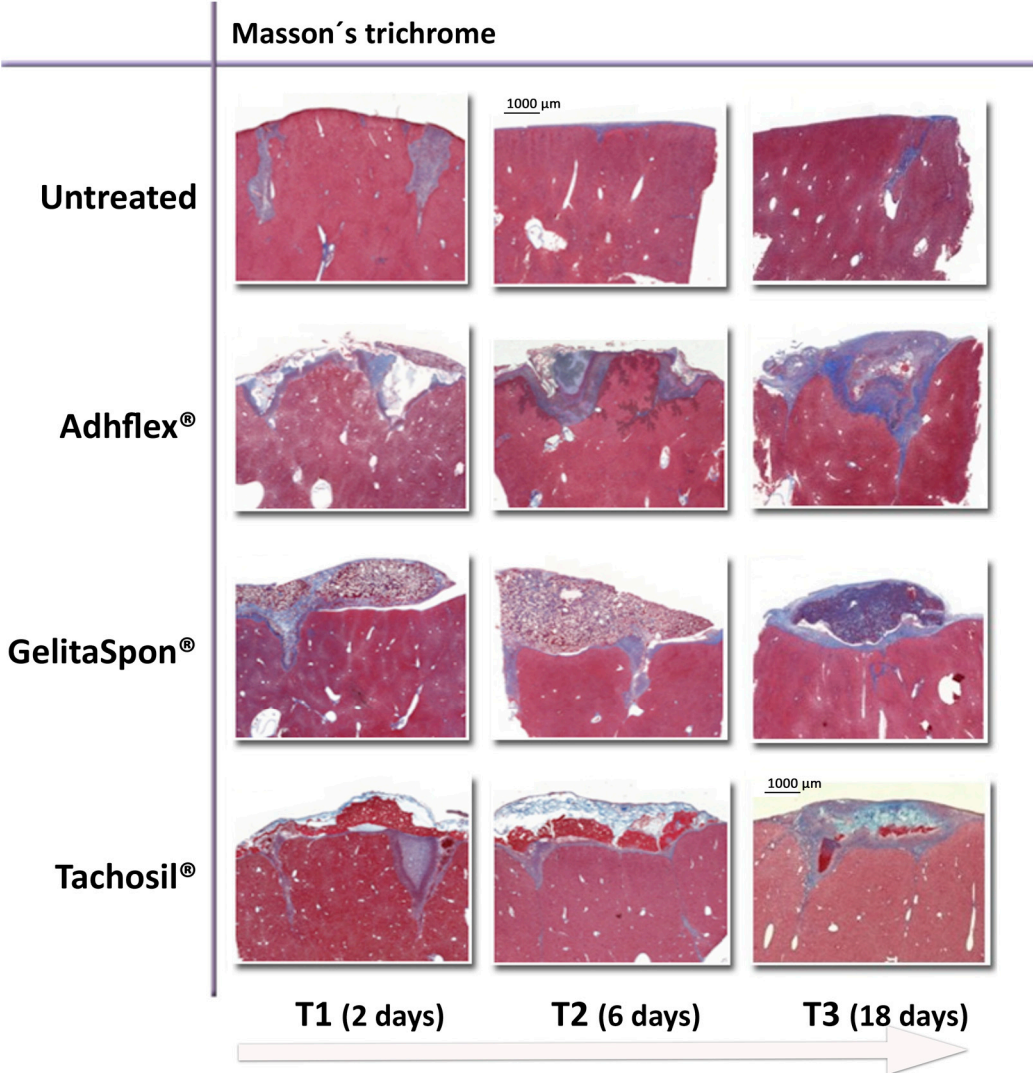 Masson´s trichrome
1000 µm
Untreated
Adhflex®
GelitaSpon®
1000 µm
Tachosil®
T1 (2 days) T2 (6 days) T3 (18 days)